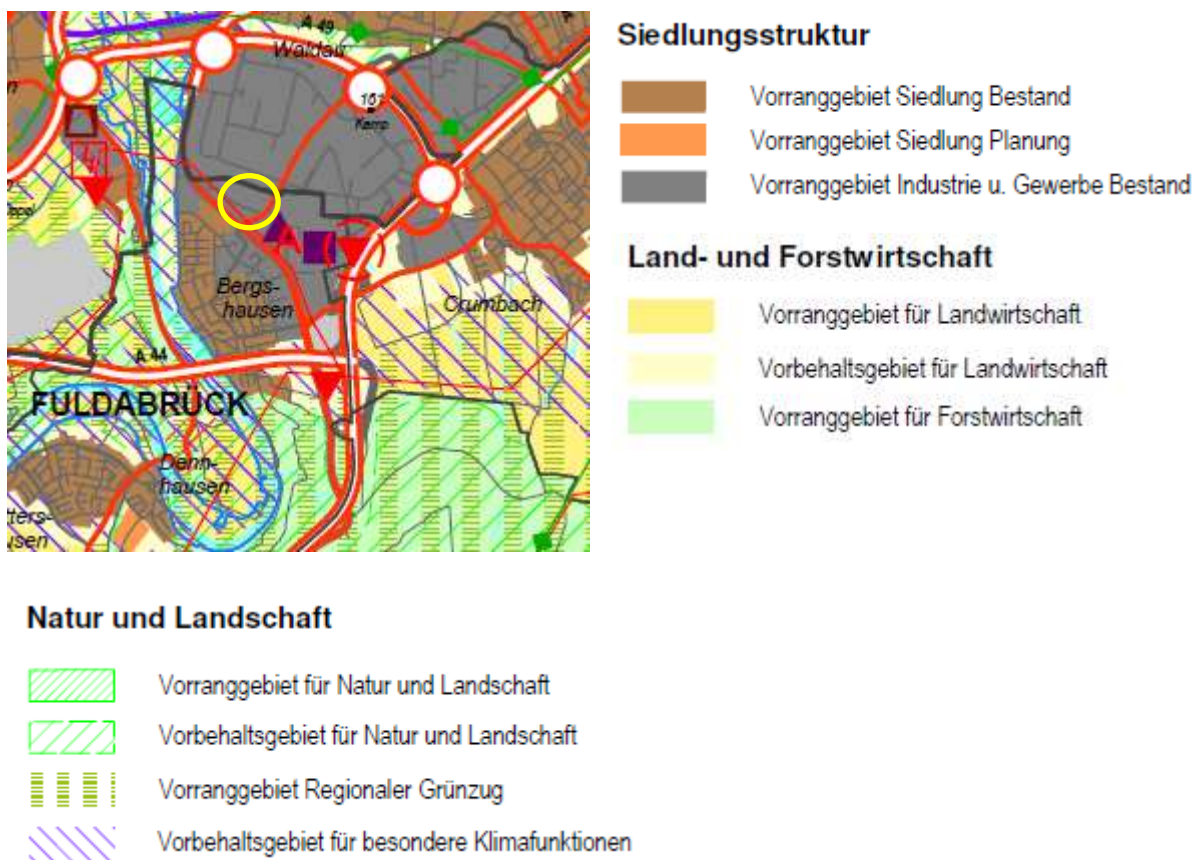 A 49
Waldau
161
Kemp
Bergs-
hausen
Crumbach
A 44
FULDABRÜCK
Denn-
hausen
Siedlungsstruktur
Vorranggebiet Siedlung Bestand
Vorranggebiet Siedlung Planung
Vorranggebiet Industrie u. Gewerbe Bestand
Land- und Forstwirtschaft
Vorranggebiet für Landwirtschaft
Vorbehaltsgebiet für Landwirtschaft
Vorranggebiet für Forstwirtschaft
Natur und Landschaft
Vorranggebiet für Natur und Landschaft
Vorbehaltsgebiet für Natur und Landschaft
Vorranggebiet Regionaler Grünzug
Vorbehaltsgebiet für besondere Klimafunktionen